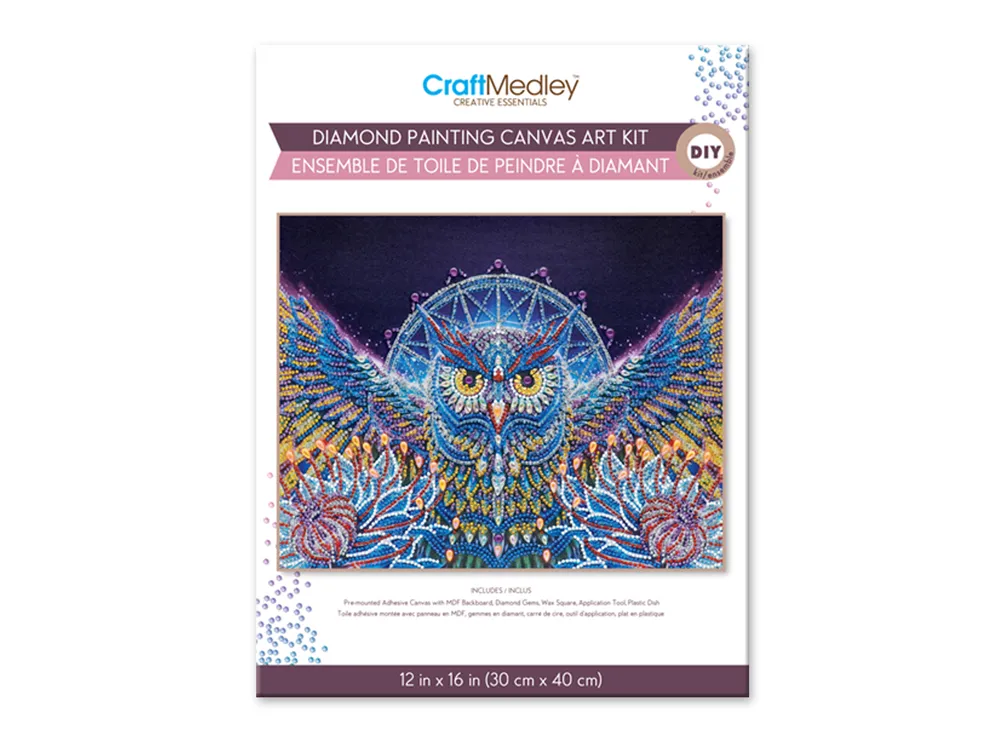 CraftMedley™
CREATIVE ESSENTIALS
DIAMOND PAINTING CANVAS ART KIT
ENSEMBLE DE TOILE DE PEINDRE À DIAMANT
DIY
kit/ensemble
INCLUDES / INCLUS
Pre-mounted Adhesive Canvas with MDF Backboard, Diamond Gems, Wax Square, Application Tool, Plastic Dish
Toile adhésive montée avec panneau en MDF, gemmes en diamant, carré de cire, outil d'application, plat en plastique
12 in x 16 in (30 cm x 40 cm)